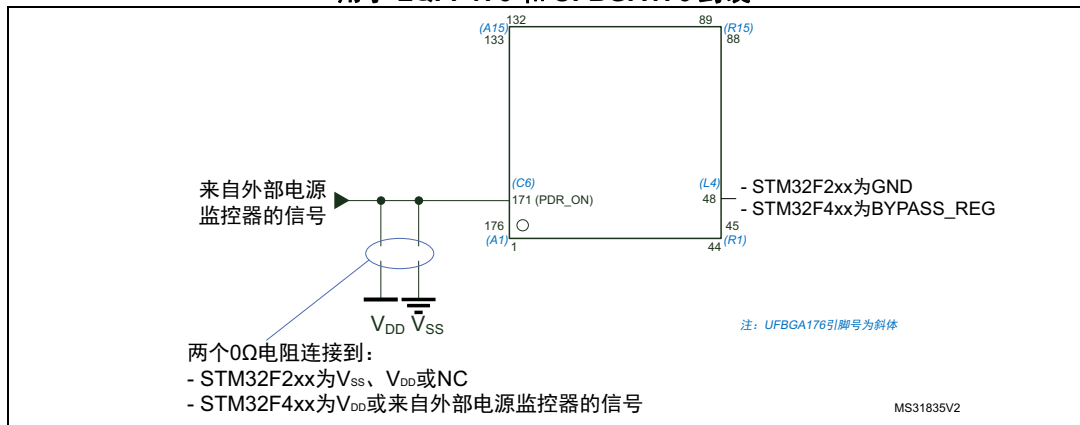 132
89
(A15)
(R15)
133
88
来自外部电源
监控器的信号
(C6)
171 (PDR_ON)
(L4)
48
- STM32F2xx为GND
- STM32F4xx为BYPASS_REG
176
45
(A1)
1
44
(R1)
VDD
VSS
注：UFBGA176引脚号为斜体
两个0Ω电阻连接到：
- STM32F2xx为VSS、VDD或NC
- STM32F4xx为VDD或来自外部电源监控器的信号
MS31835V2